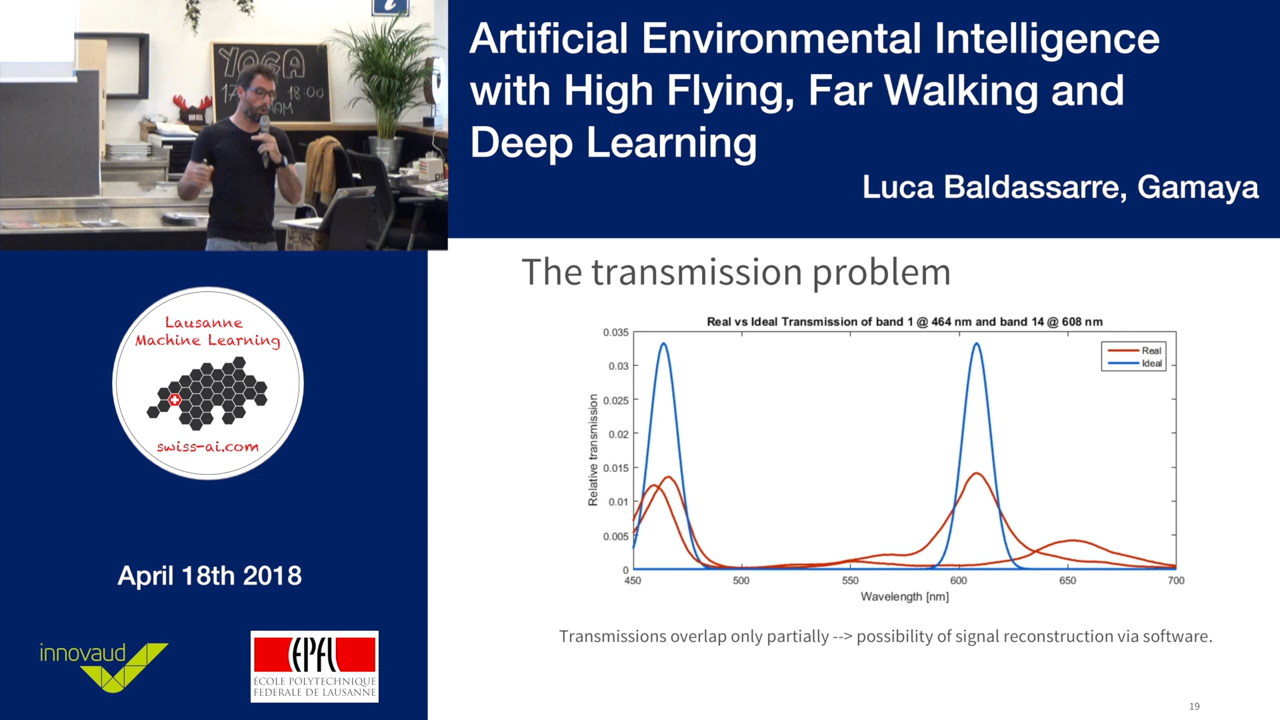 YOGA
18:00
Artificial Environmental Intelligence
with High Flying, Far Walking and
Deep Learning
Luca Baldassarre, Gamaya
Lausanne
Machine Learning
swiss-ai.com
April 18th 2018
innovaud
EPFL
ÉCOLE POLYTECHNIQUE
FÉDÉRALE DE LAUSANNE
The transmission problem
Real vs Ideal Transmission of band 1 @ 464 nm and band 14 @ 608 nm
Real
Ideal
Relative transmission
0.035
0.03
0.025
0.02
0.015
0.01
0.005
0
450
500
550
600
650
700
Wavelength [nm]
Transmissions overlap only partially --> possibility of signal reconstruction via software.
19